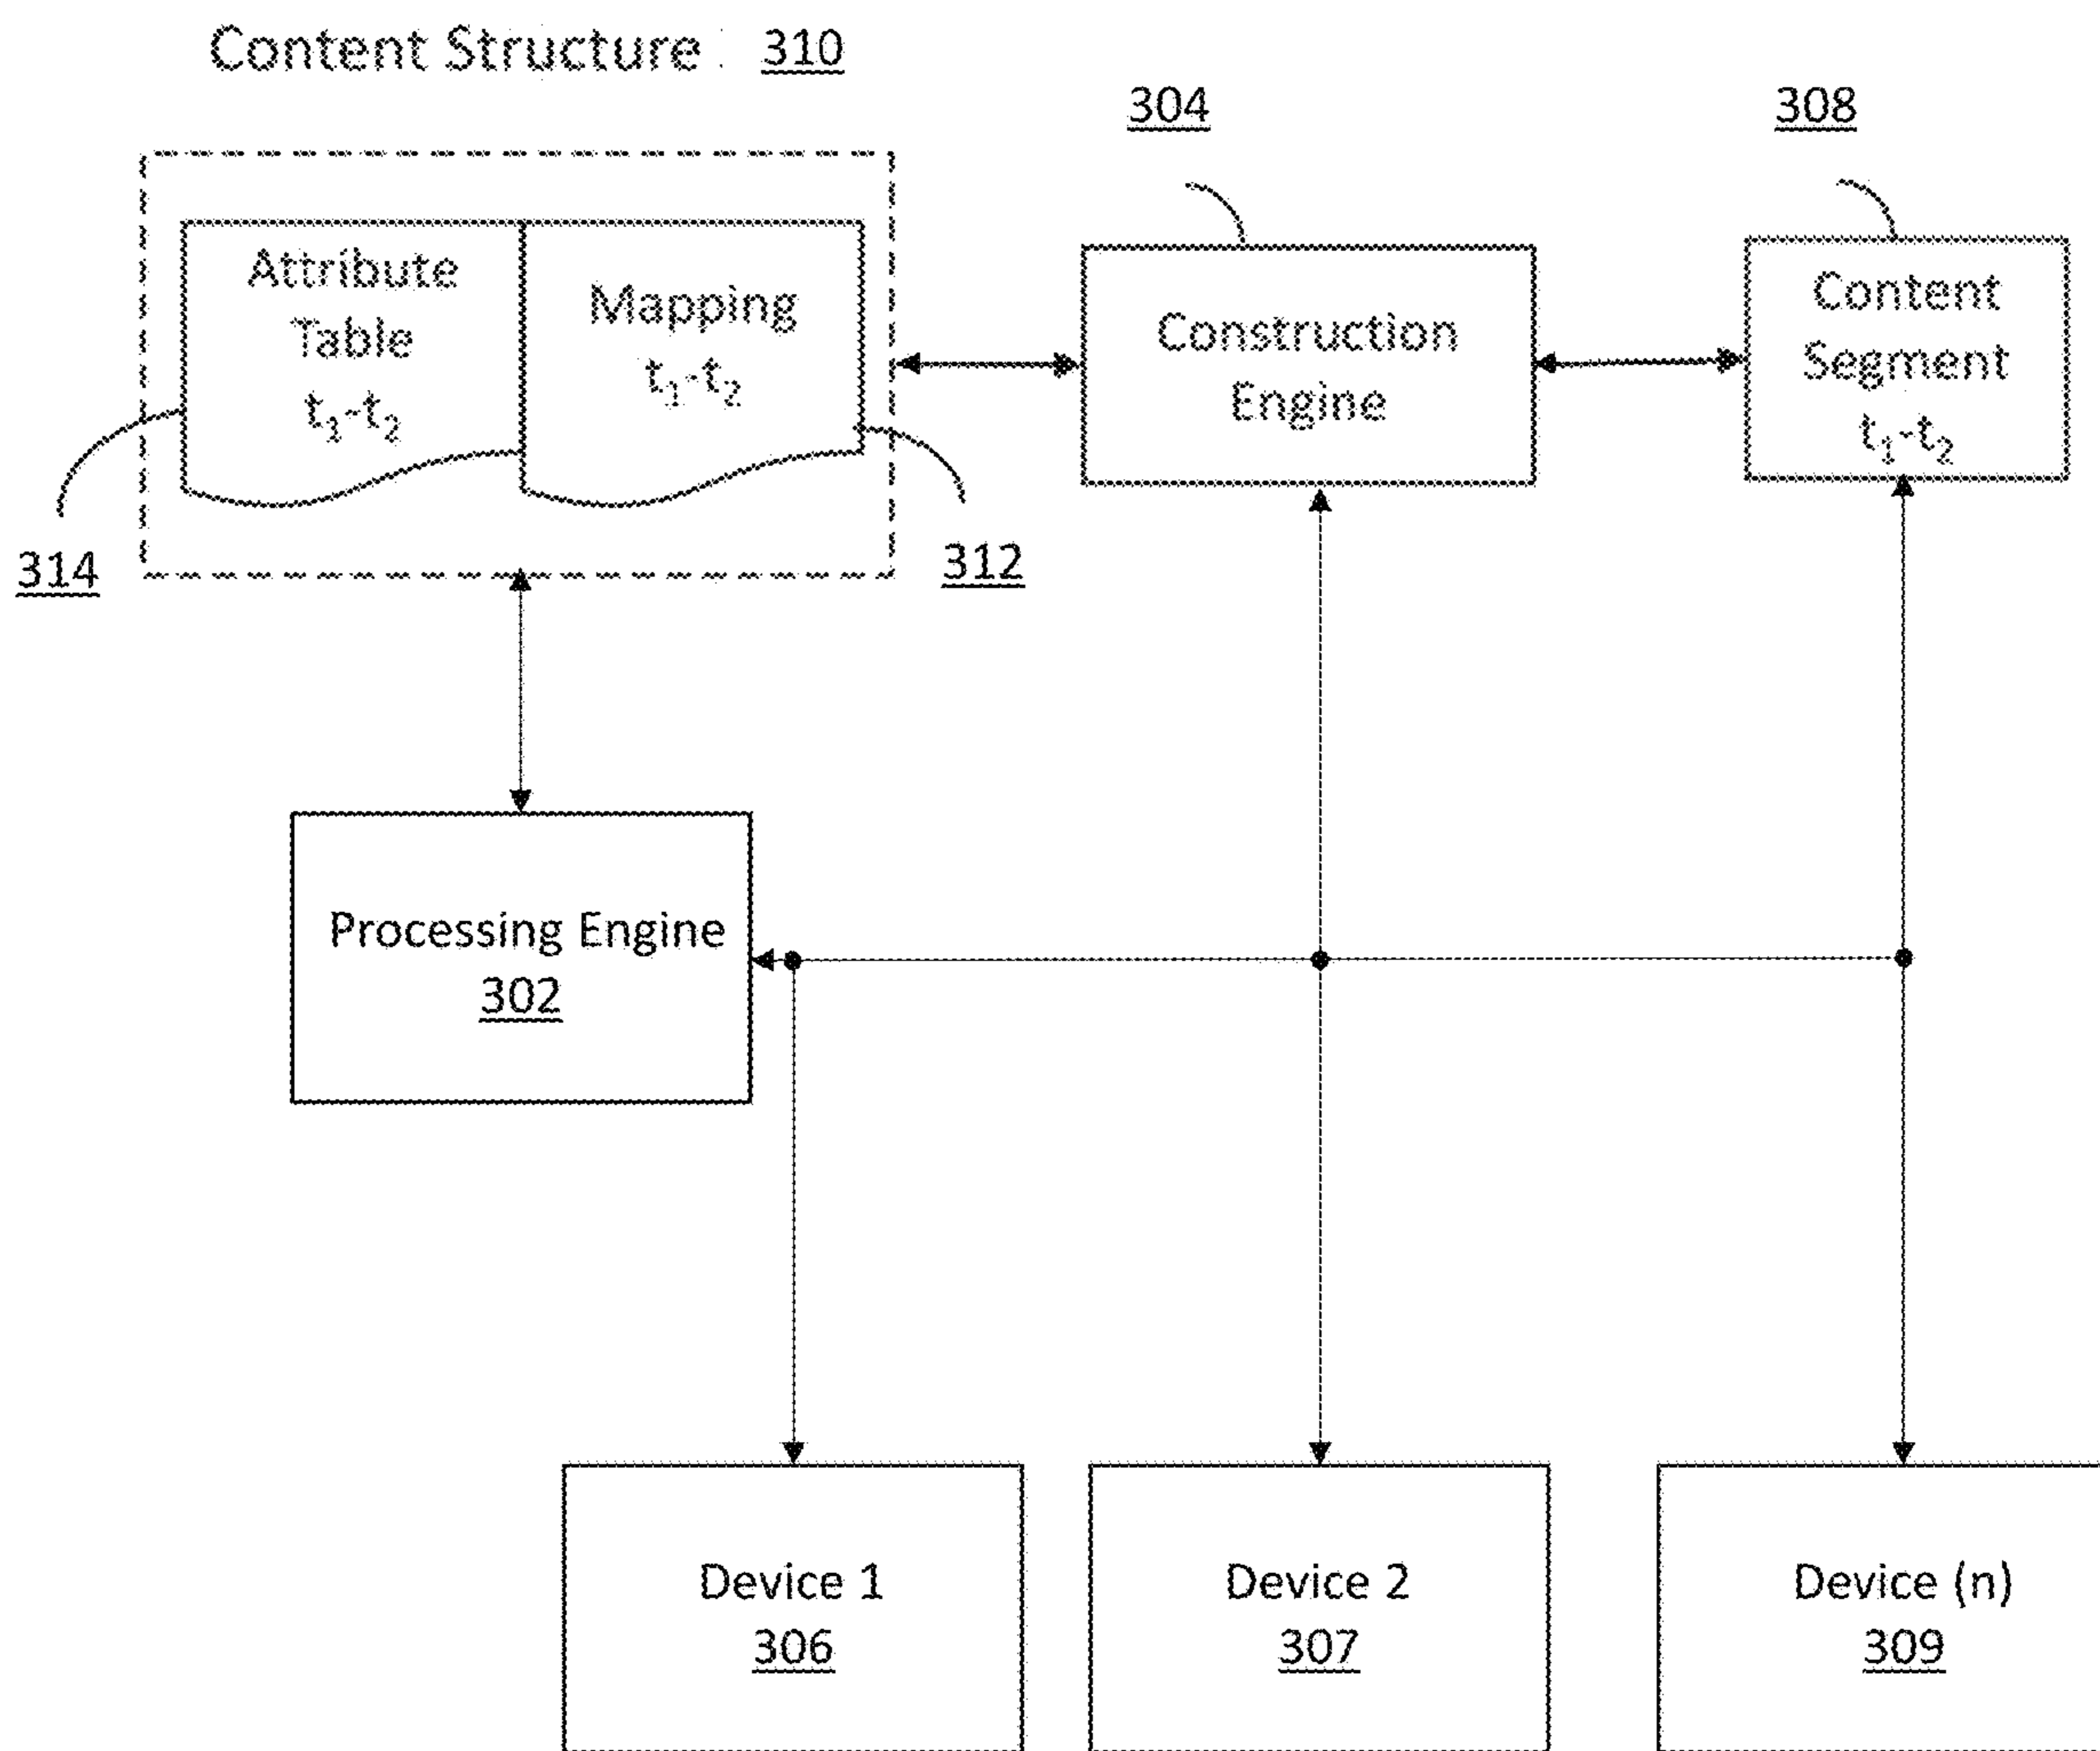 Content Structure 310
304
308
Attribute
Table
t₁-t₂
Mapping
t₁-t₂
Construction
Engine
Content
Segment
t₁-t₂
314
312
Processing Engine
302
Device 1
306
Device 2
307
Device (n)
309